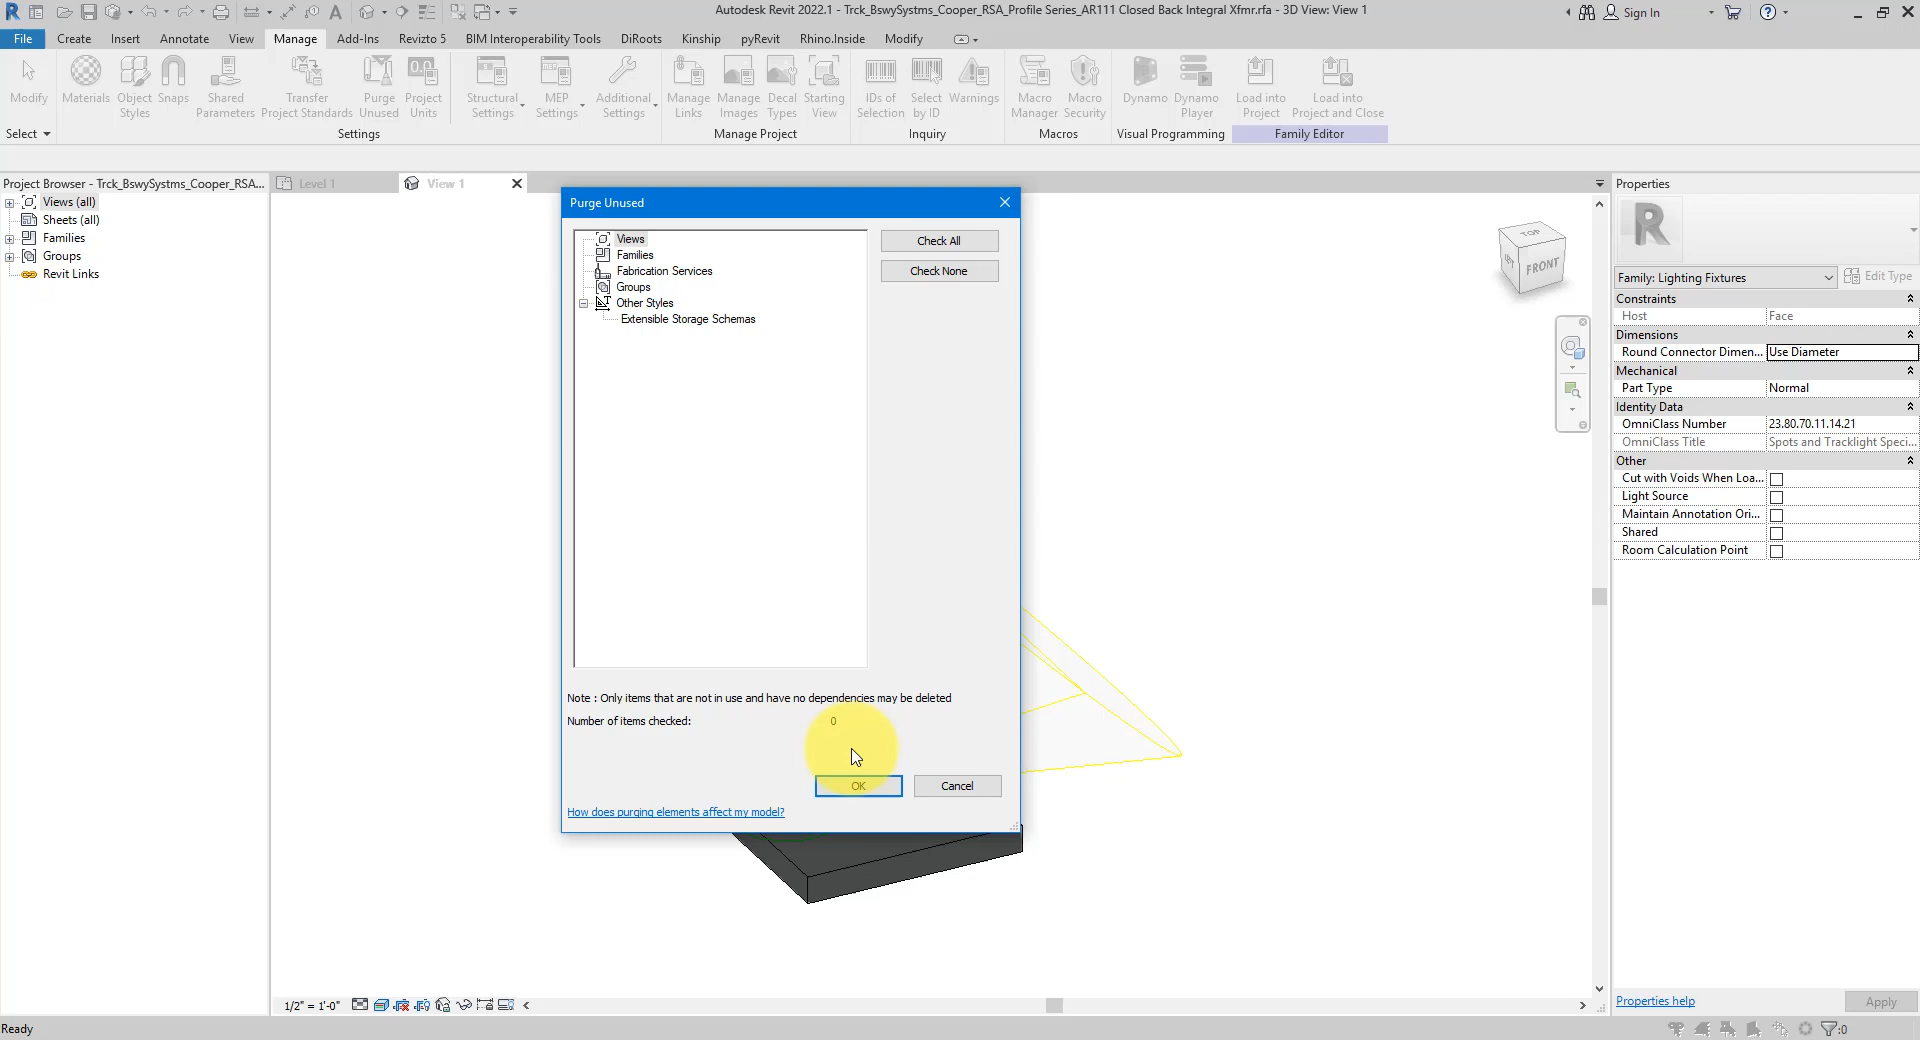 Autodesk Revit 2022.1 - Trck_BswySystms_Cooper_RSA_Profile Series_AR111 Closed Back Integral Xfmr.rfa - 3D View: View 1
Sign In
File Create Insert Annotate View Manage Add-Ins Revizto 5 BIM Interoperability Tools DiRoots Kinship pyRevit Rhino.Inside Modify
Modify
Materials
Object Styles
Snaps
Shared Parameters
Transfer Project Standards
Purge Unused
Project Units
Structural Settings
MEP Settings
Additional Settings
Manage Links
Manage Images
Decal Types
Starting View
IDs of Selection
Select by ID
Warnings
Macro Manager
Macro Security
Dynamo
Dynamo Player
Load into Project
Load into Project and Close
Select
Settings
Manage Project
Inquiry
Macros
Visual Programming
Family Editor
Project Browser - Trck_BswySystms_Cooper_RSA...
Views (all)
Sheets (all)
Families
Groups
Revit Links
Level 1
View 1
Purge Unused
Views
Families
Fabrication Services
Groups
Other Styles
Extensible Storage Schemas
Check All
Check None
Note : Only items that are not in use and have no dependencies may be deleted
Number of items checked: 0
OK
Cancel
How does purging elements affect my model?
TOP
LEFT
FRONT
Properties
R
Family: Lighting Fixtures
Edit Type
Constraints
Host Face
Dimensions
Round Connector Dimen... Use Diameter
Mechanical
Part Type Normal
Identity Data
OmniClass Number 23.80.70.11.14.21
OmniClass Title Spots and Tracklight Speci...
Other
Cut with Voids When Loa...
Light Source
Maintain Annotation Ori...
Shared
Room Calculation Point
Properties help
Apply
1/2" = 1'-0"
Ready
:0